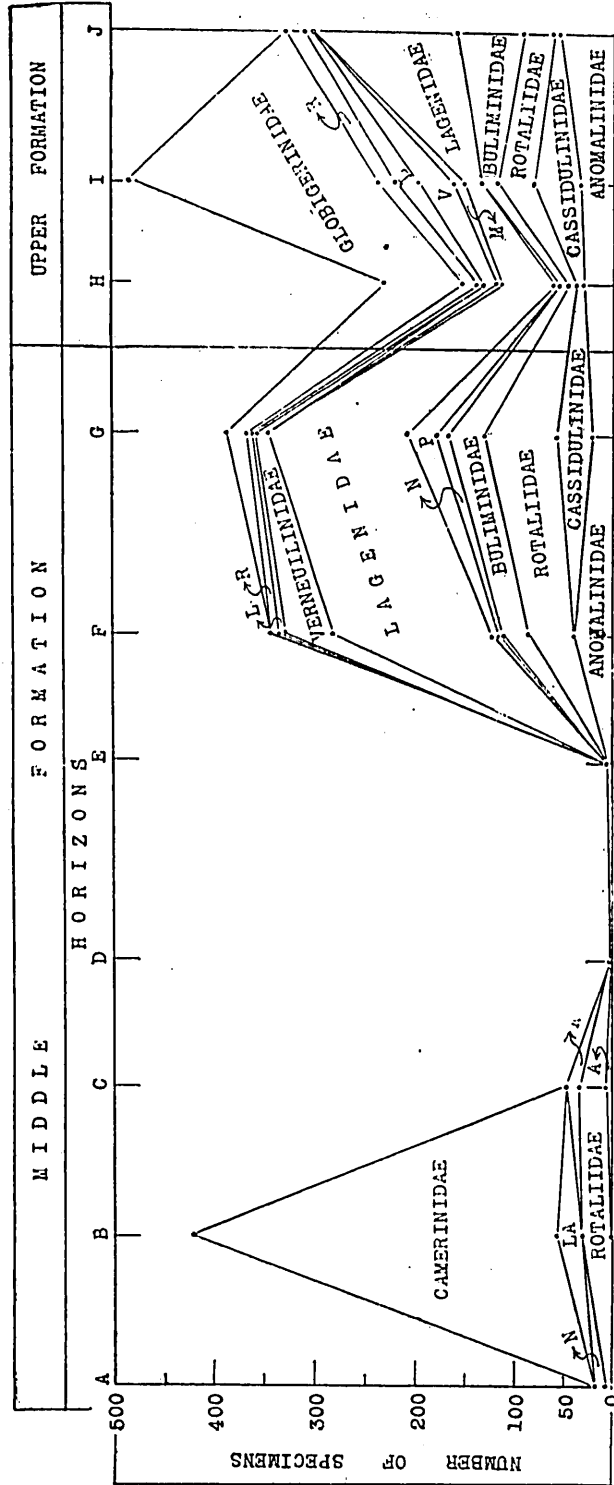 MIDDLE FORMATION
UPPER FORMATION
HORIZONS
A B C D E F G H I J
500
400
300
200
100
50
0
NUMBER OF SPECIMENS
CAMERINIDAE
N
LA
ROTALIIDAE
A
L
R
VERNEUILINIDAE
LAGENIDAE
N
P
BULIMINIDAE
ROTALIIDAE
CASSIDULINIDAE
ANOMALINIDAE
GLOBIGERINIDAE
R
L
V
M
LAGENIDAE
BULIMINIDAE
ROTALIIDAE
CASSIDULINIDAE
ANOMALINIDAE